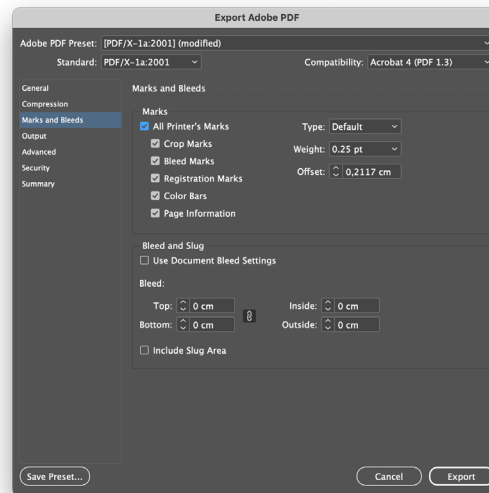 Export Adobe PDF
Adobe PDF Preset: [PDF/X-1a:2001] (modified)
Standard: PDF/X-1a:2001 Compatibility: Acrobat 4 (PDF 1.3)
General
Compression
Marks and Bleeds
Output
Advanced
Security
Summary
Marks and Bleeds
Marks
All Printer's Marks Type: Default
Crop Marks Weight: 0.25 pt
Bleed Marks Offset: 0,2117 cm
Registration Marks
Color Bars
Page Information
Bleed and Slug
Use Document Bleed Settings
Bleed:
Top: 0 cm Inside: 0 cm
Bottom: 0 cm Outside: 0 cm
Include Slug Area
Save Preset... Cancel Export